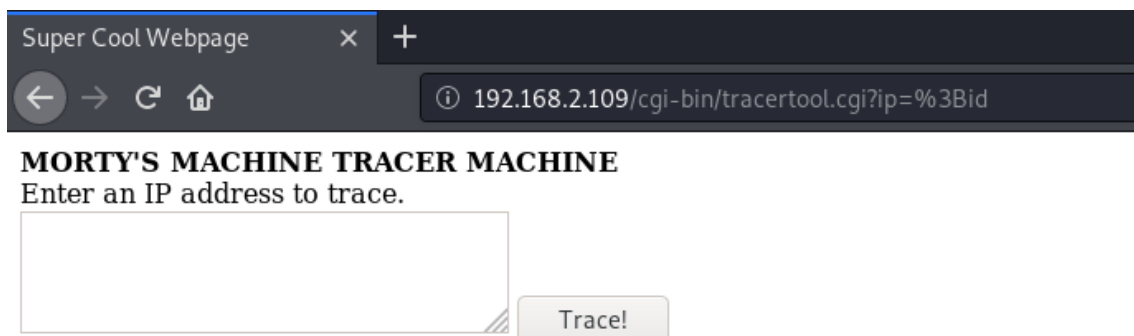 Super Cool Webpage
192.168.2.109/cgi-bin/tracertool.cgi?ip=%3Bid
MORTY'S MACHINE TRACER MACHINE
Enter an IP address to trace.
Trace!